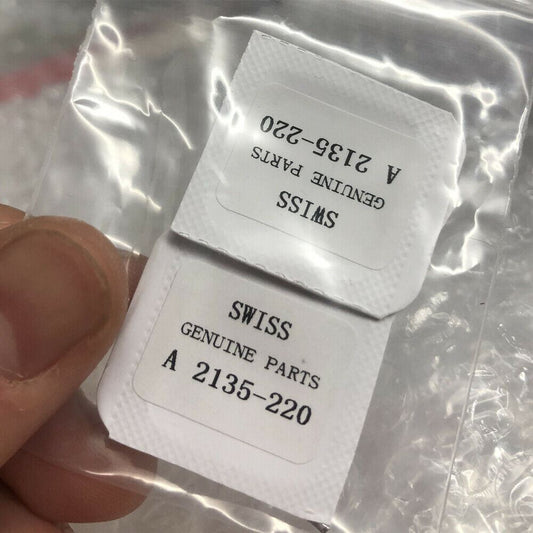 A 2135-220
GENUINE PARTS
SWISS
SWISS
GENUINE PARTS
A 2135-220